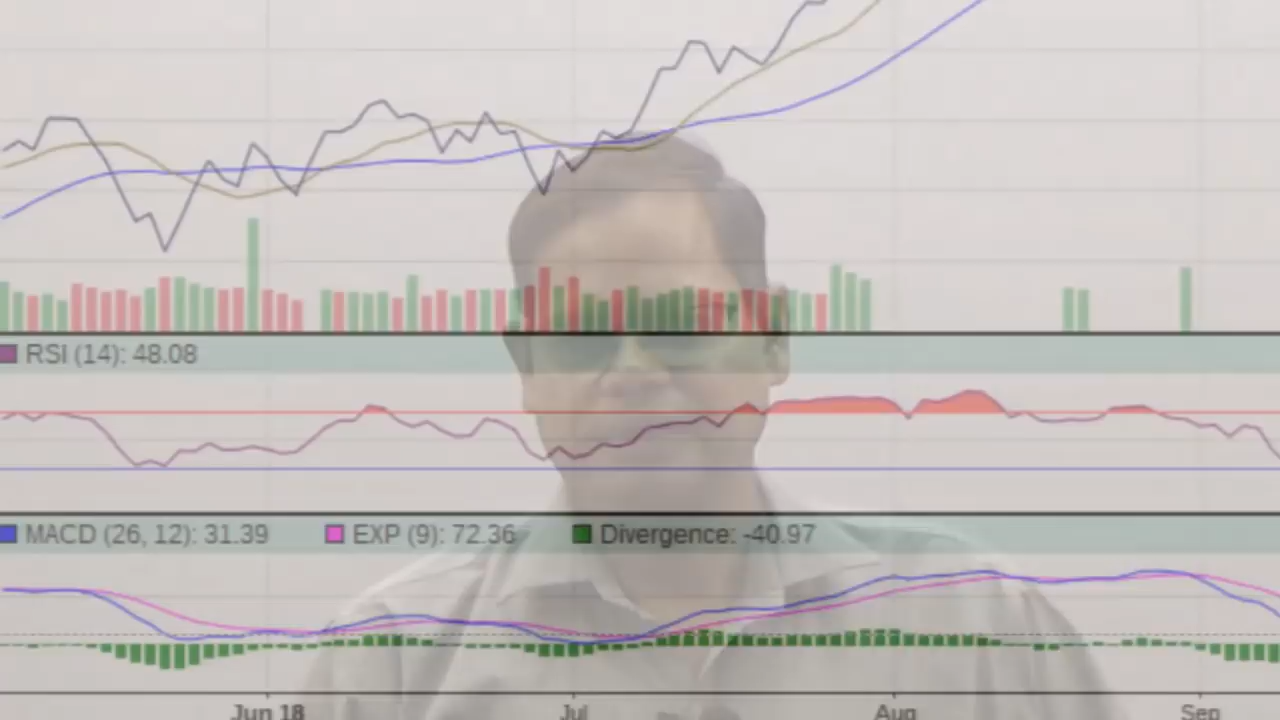 RSI (14): 48.08
MACD (26, 12): 31.39 EXP (9): 72.36 Divergence: -40.97
Jun 18 Jul Aug Sep